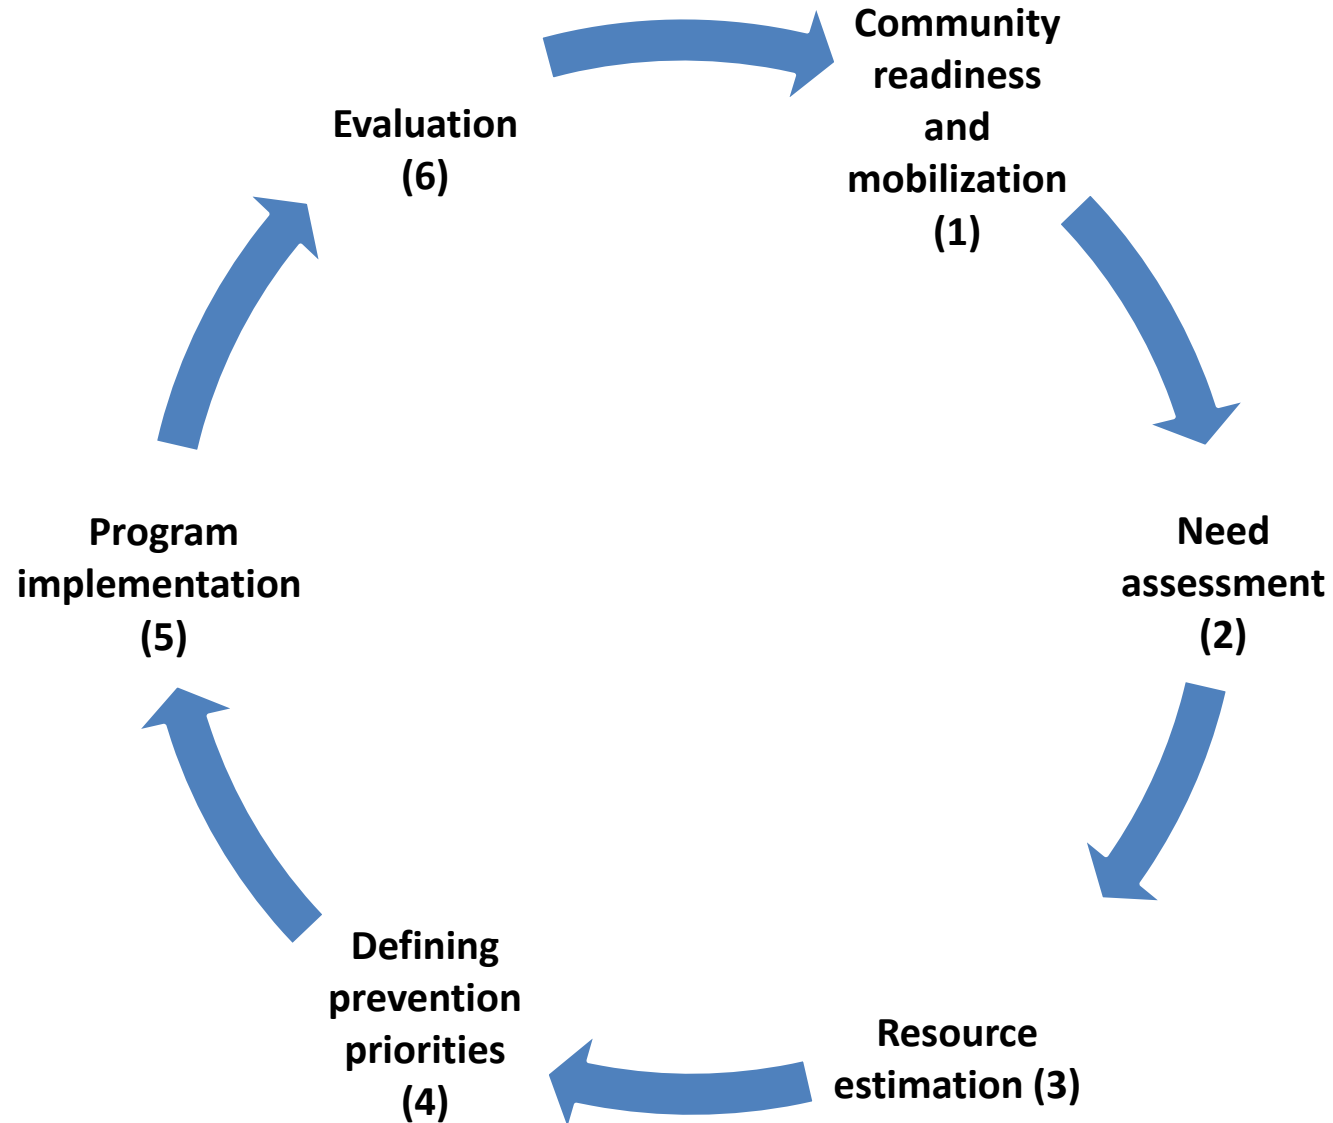 Community
readiness
and
mobilization
(1)
Need
assessment
(2)
Resource
estimation (3)
Defining
prevention
priorities
(4)
Program
implementation
(5)
Evaluation
(6)